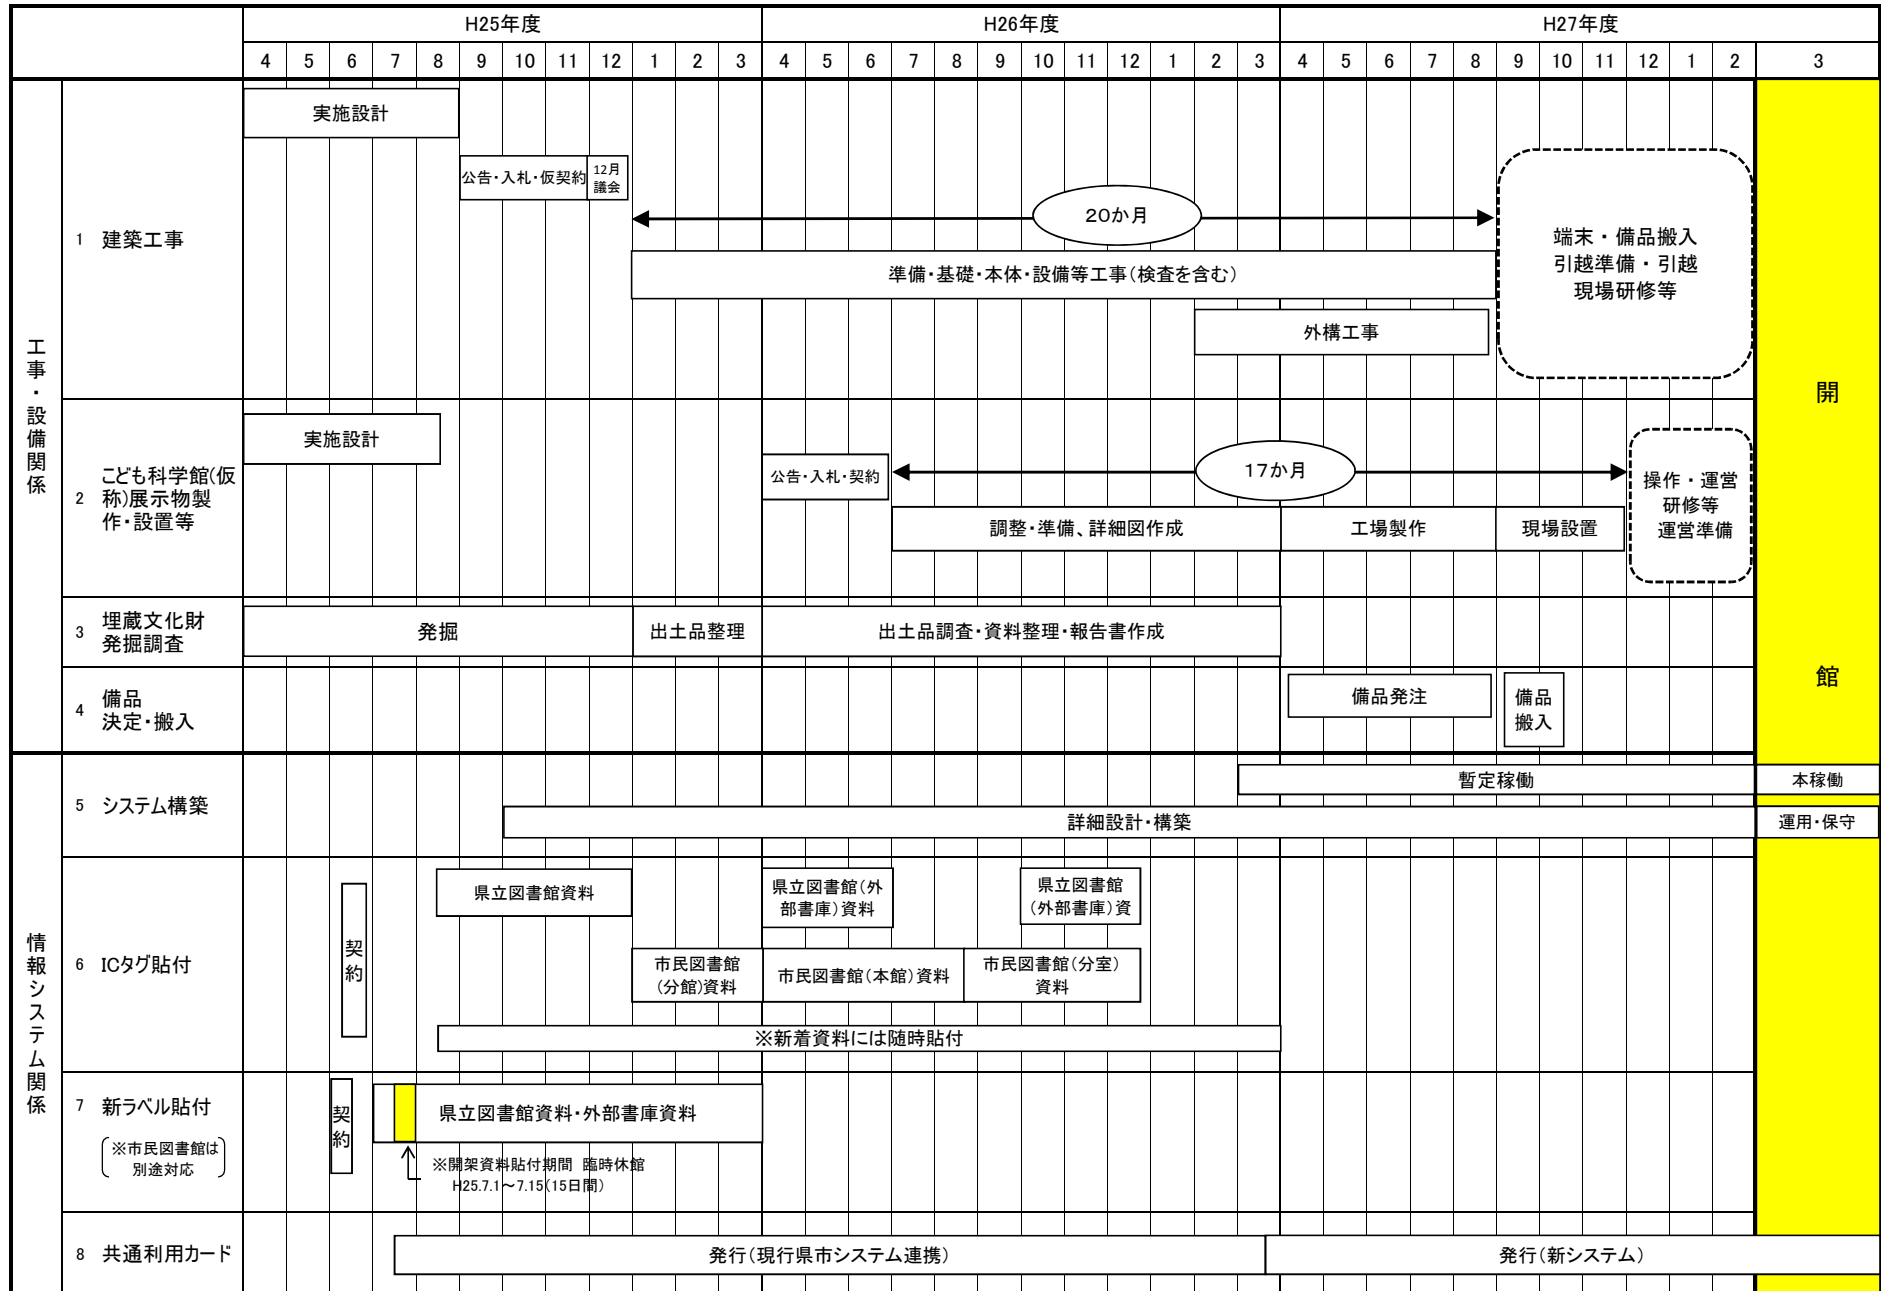 H25年度 H26年度 H27年度
4 5 6 7 8 9 10 11 12 1 2 3 4 5 6 7 8 9 10 11 12 1 2 3 4 5 6 7 8 9 10 11 12 1 2 3
工事・設備関係
1 建築工事
実施設計
公告・入札・仮契約
12月
議会
20か月
準備・基礎・本体・設備等工事(検査を含む)
外構工事
端末・備品搬入
引越準備・引越
現場研修等
2 こども科学館(仮
称)展示物製
作・設置等
実施設計
公告・入札・契約
17か月
調整・準備、詳細図作成
工場製作
現場設置
操作・運営
研修等
運営準備
3 埋蔵文化財
発掘調査
発掘
出土品整理
出土品調査・資料整理・報告書作成
4 備品
決定・搬入
備品発注
備品
搬入
開
館
情報システム関係
5 システム構築
暫定稼働
本稼働
詳細設計・構築
運用・保守
6 ICタグ貼付
契約
県立図書館資料
県立図書館(外
部書庫)資料
県立図書館
(外部書庫)資
市民図書館
(分館)資料
市民図書館(本館)資料
市民図書館(分室)
資料
※新着資料には随時貼付
7 新ラベル貼付
※市民図書館は
別途対応
契約
県立図書館資料・外部書庫資料
※開架資料貼付期間 臨時休館
H25.7.1～7.15(15日間)
8 共通利用カード
発行(現行県市システム連携)
発行(新システム)